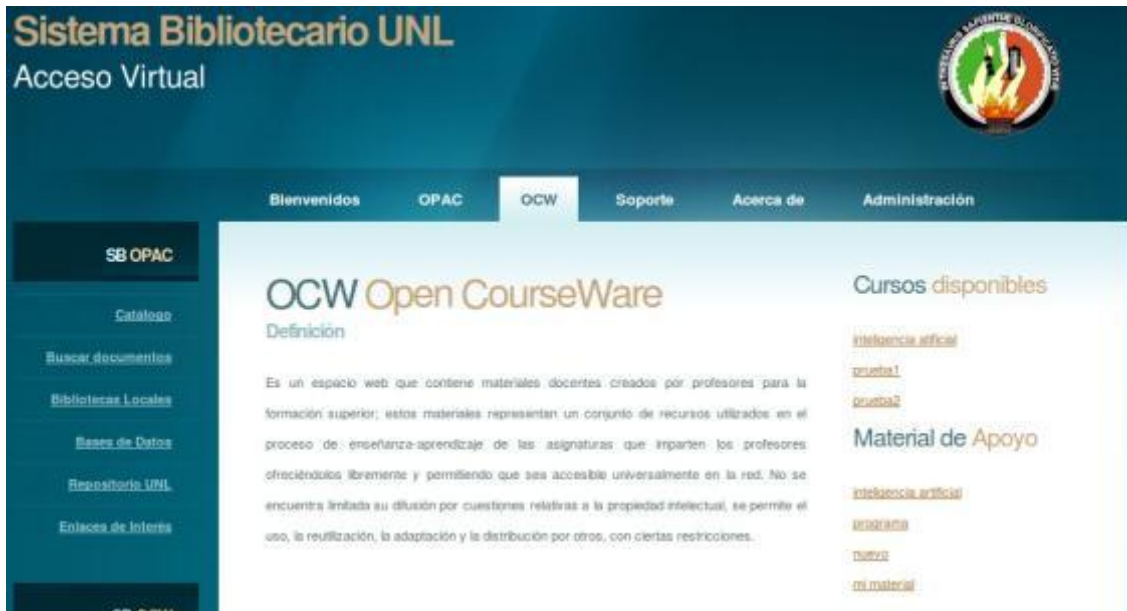 Sistema Bibliotecario UNL
Acceso Virtual
IN THESAURIS SAPIENTIAE GLORIFICATIO VITAE
Bienvenidos
OPAC
OCW
Soporte
Acerca de
Administración
SB OPAC
Catálogo
Buscar documentos
Bibliotecas Locales
Bases de Datos
Repositorio UNL
Enlaces de Interés
OCW Open CourseWare
Definición
Es un espacio web que contiene materiales docentes creados por profesores para la
formación superior; estos materiales representan un conjunto de recursos utilizados en el
proceso de enseñanza-aprendizaje de las asignaturas que imparten los profesores
ofreciéndolos libremente y permitiendo que sea accesible universalmente en la red. No se
encuentra limitada su difusión por cuestiones relativas a la propiedad intelectual, se permite el
uso, la reutilización, la adaptación y la distribución por otros, con ciertas restricciones.
Cursos disponibles
inteligencia atificial
prueba1
prueba2
Material de Apoyo
inteligencia artificial
programa
nuevo
mi material